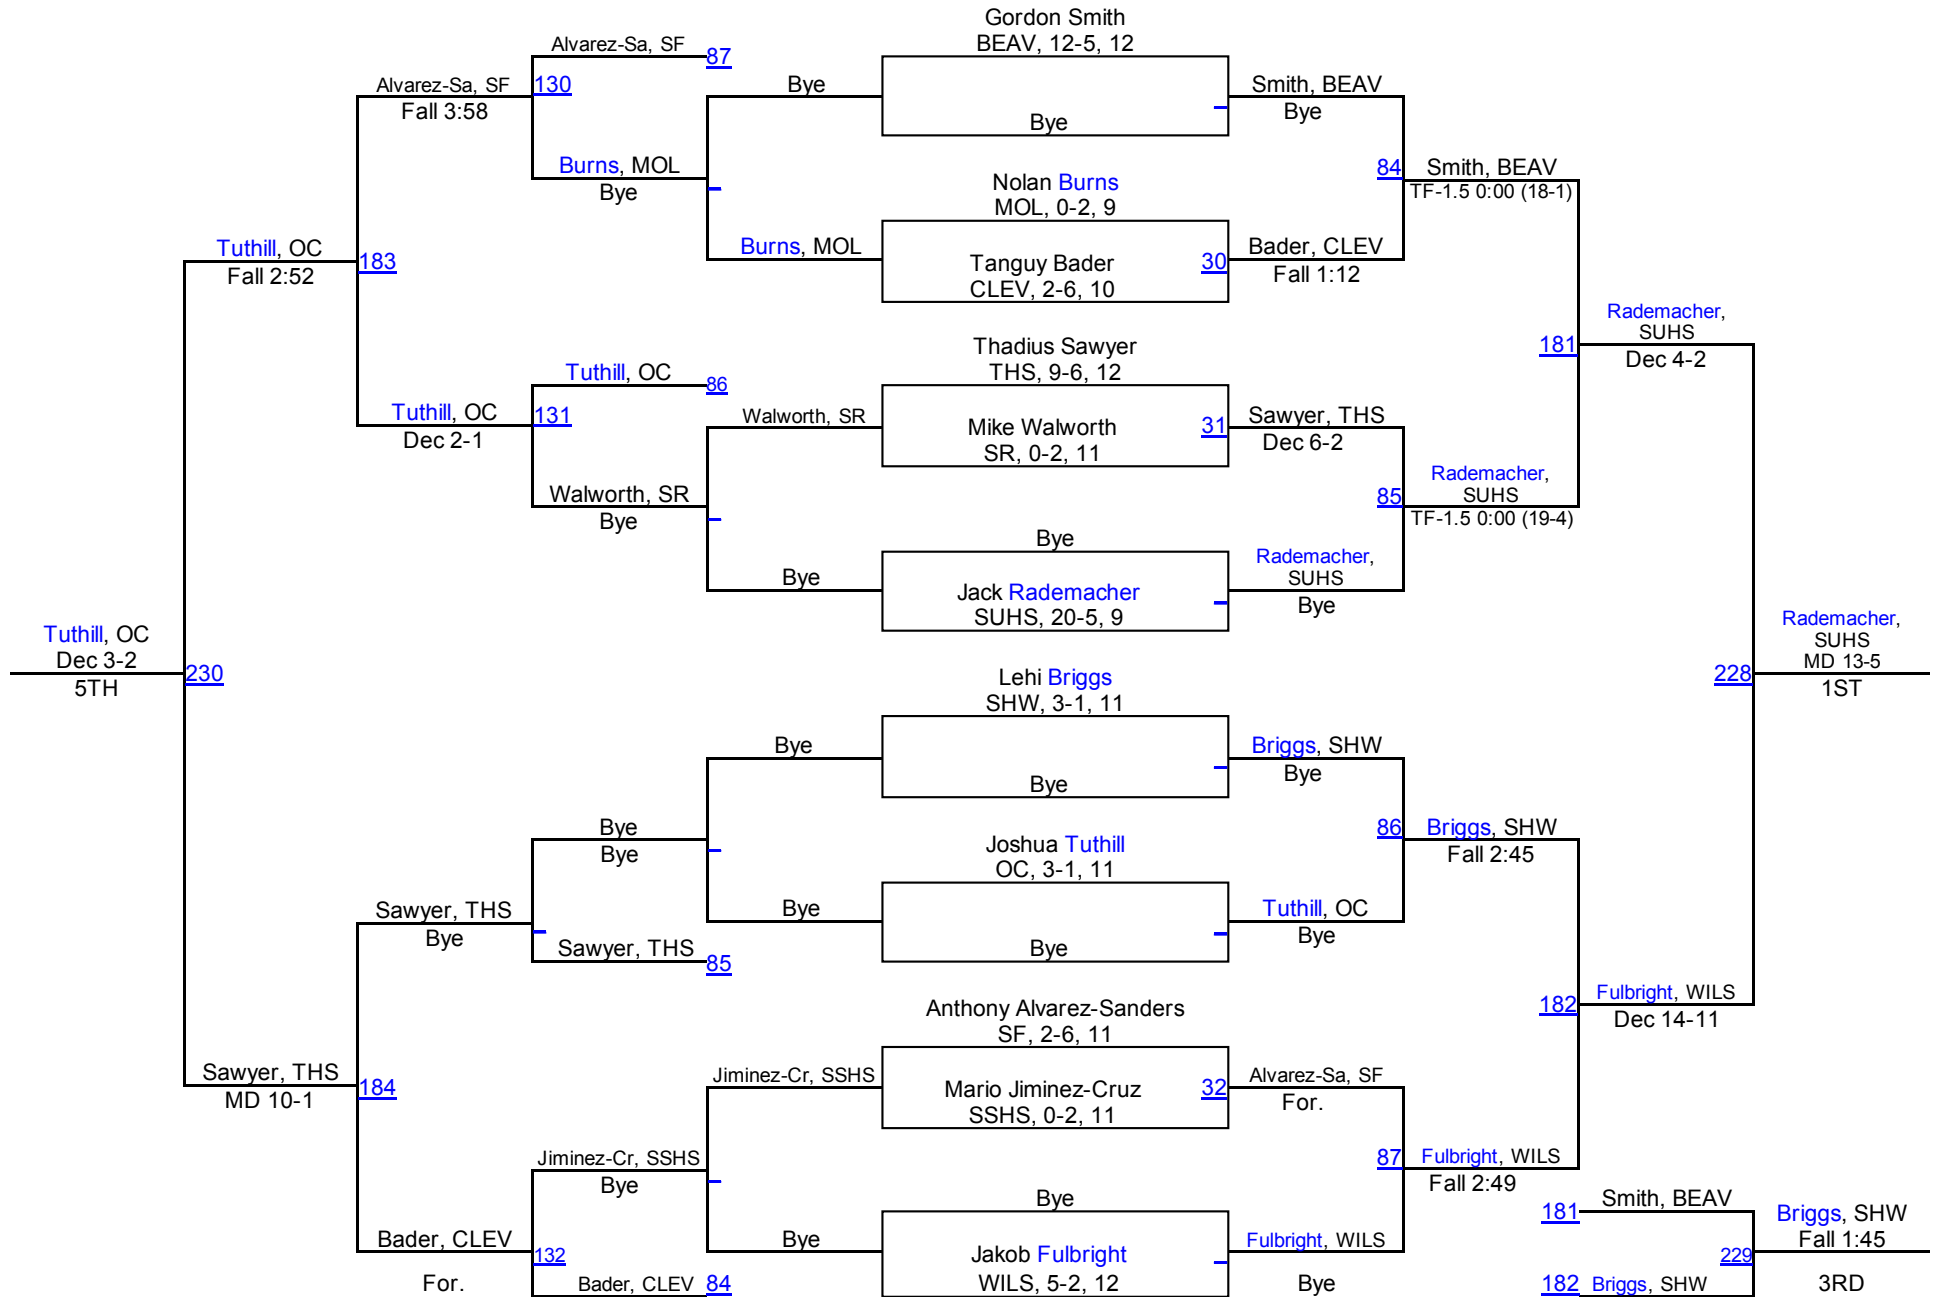 Gordon Smith
BEAV, 12-5, 12
Alvarez-Sa, SF
87
Alvarez-Sa, SF
130
Fall 3:58
Bye
Bye
Smith, BEAV
Bye
Burns, MOL
Bye
84
Smith, BEAV
TF-1.5 0:00 (18-1)
Nolan Burns
MOL, 0-2, 9
Burns, MOL
Tanguy Bader
CLEV, 2-6, 10
30
Bader, CLEV
Fall 1:12
Tuthill, OC
Fall 2:52
183
Rademacher,
SUHS
Dec 4-2
181
Thadius Sawyer
THS, 9-6, 12
Tuthill, OC
86
Tuthill, OC
131
Dec 2-1
Walworth, SR
Mike Walworth
SR, 0-2, 11
31
Sawyer, THS
Dec 6-2
Walworth, SR
Bye
85
Rademacher,
SUHS
TF-1.5 0:00 (19-4)
Bye
Bye
Jack Rademacher
SUHS, 20-5, 9
Rademacher,
SUHS
Bye
Tuthill, OC
Dec 3-2
5TH
230
228
Rademacher,
SUHS
MD 13-5
1ST
Lehi Briggs
SHW, 3-1, 11
Bye
Bye
Briggs, SHW
Bye
Bye
Bye
86
Briggs, SHW
Fall 2:45
Joshua Tuthill
OC, 3-1, 11
Bye
Bye
Tuthill, OC
Bye
Sawyer, THS
Bye
Sawyer, THS
85
182
Fulbright, WILS
Dec 14-11
Anthony Alvarez-Sanders
SF, 2-6, 11
Sawyer, THS
MD 10-1
184
Jiminez-Cr, SSHS
Mario Jiminez-Cruz
SSHS, 0-2, 11
32
Alvarez-Sa, SF
For.
Jiminez-Cr, SSHS
Bye
87
Fulbright, WILS
Fall 2:49
Bye
Bye
Jakob Fulbright
WILS, 5-2, 12
Fulbright, WILS
Bye
Bader, CLEV
For.
132
Bader, CLEV
84
181
Smith, BEAV
229
182
Briggs, SHW
Briggs, SHW
Fall 1:45
3RD